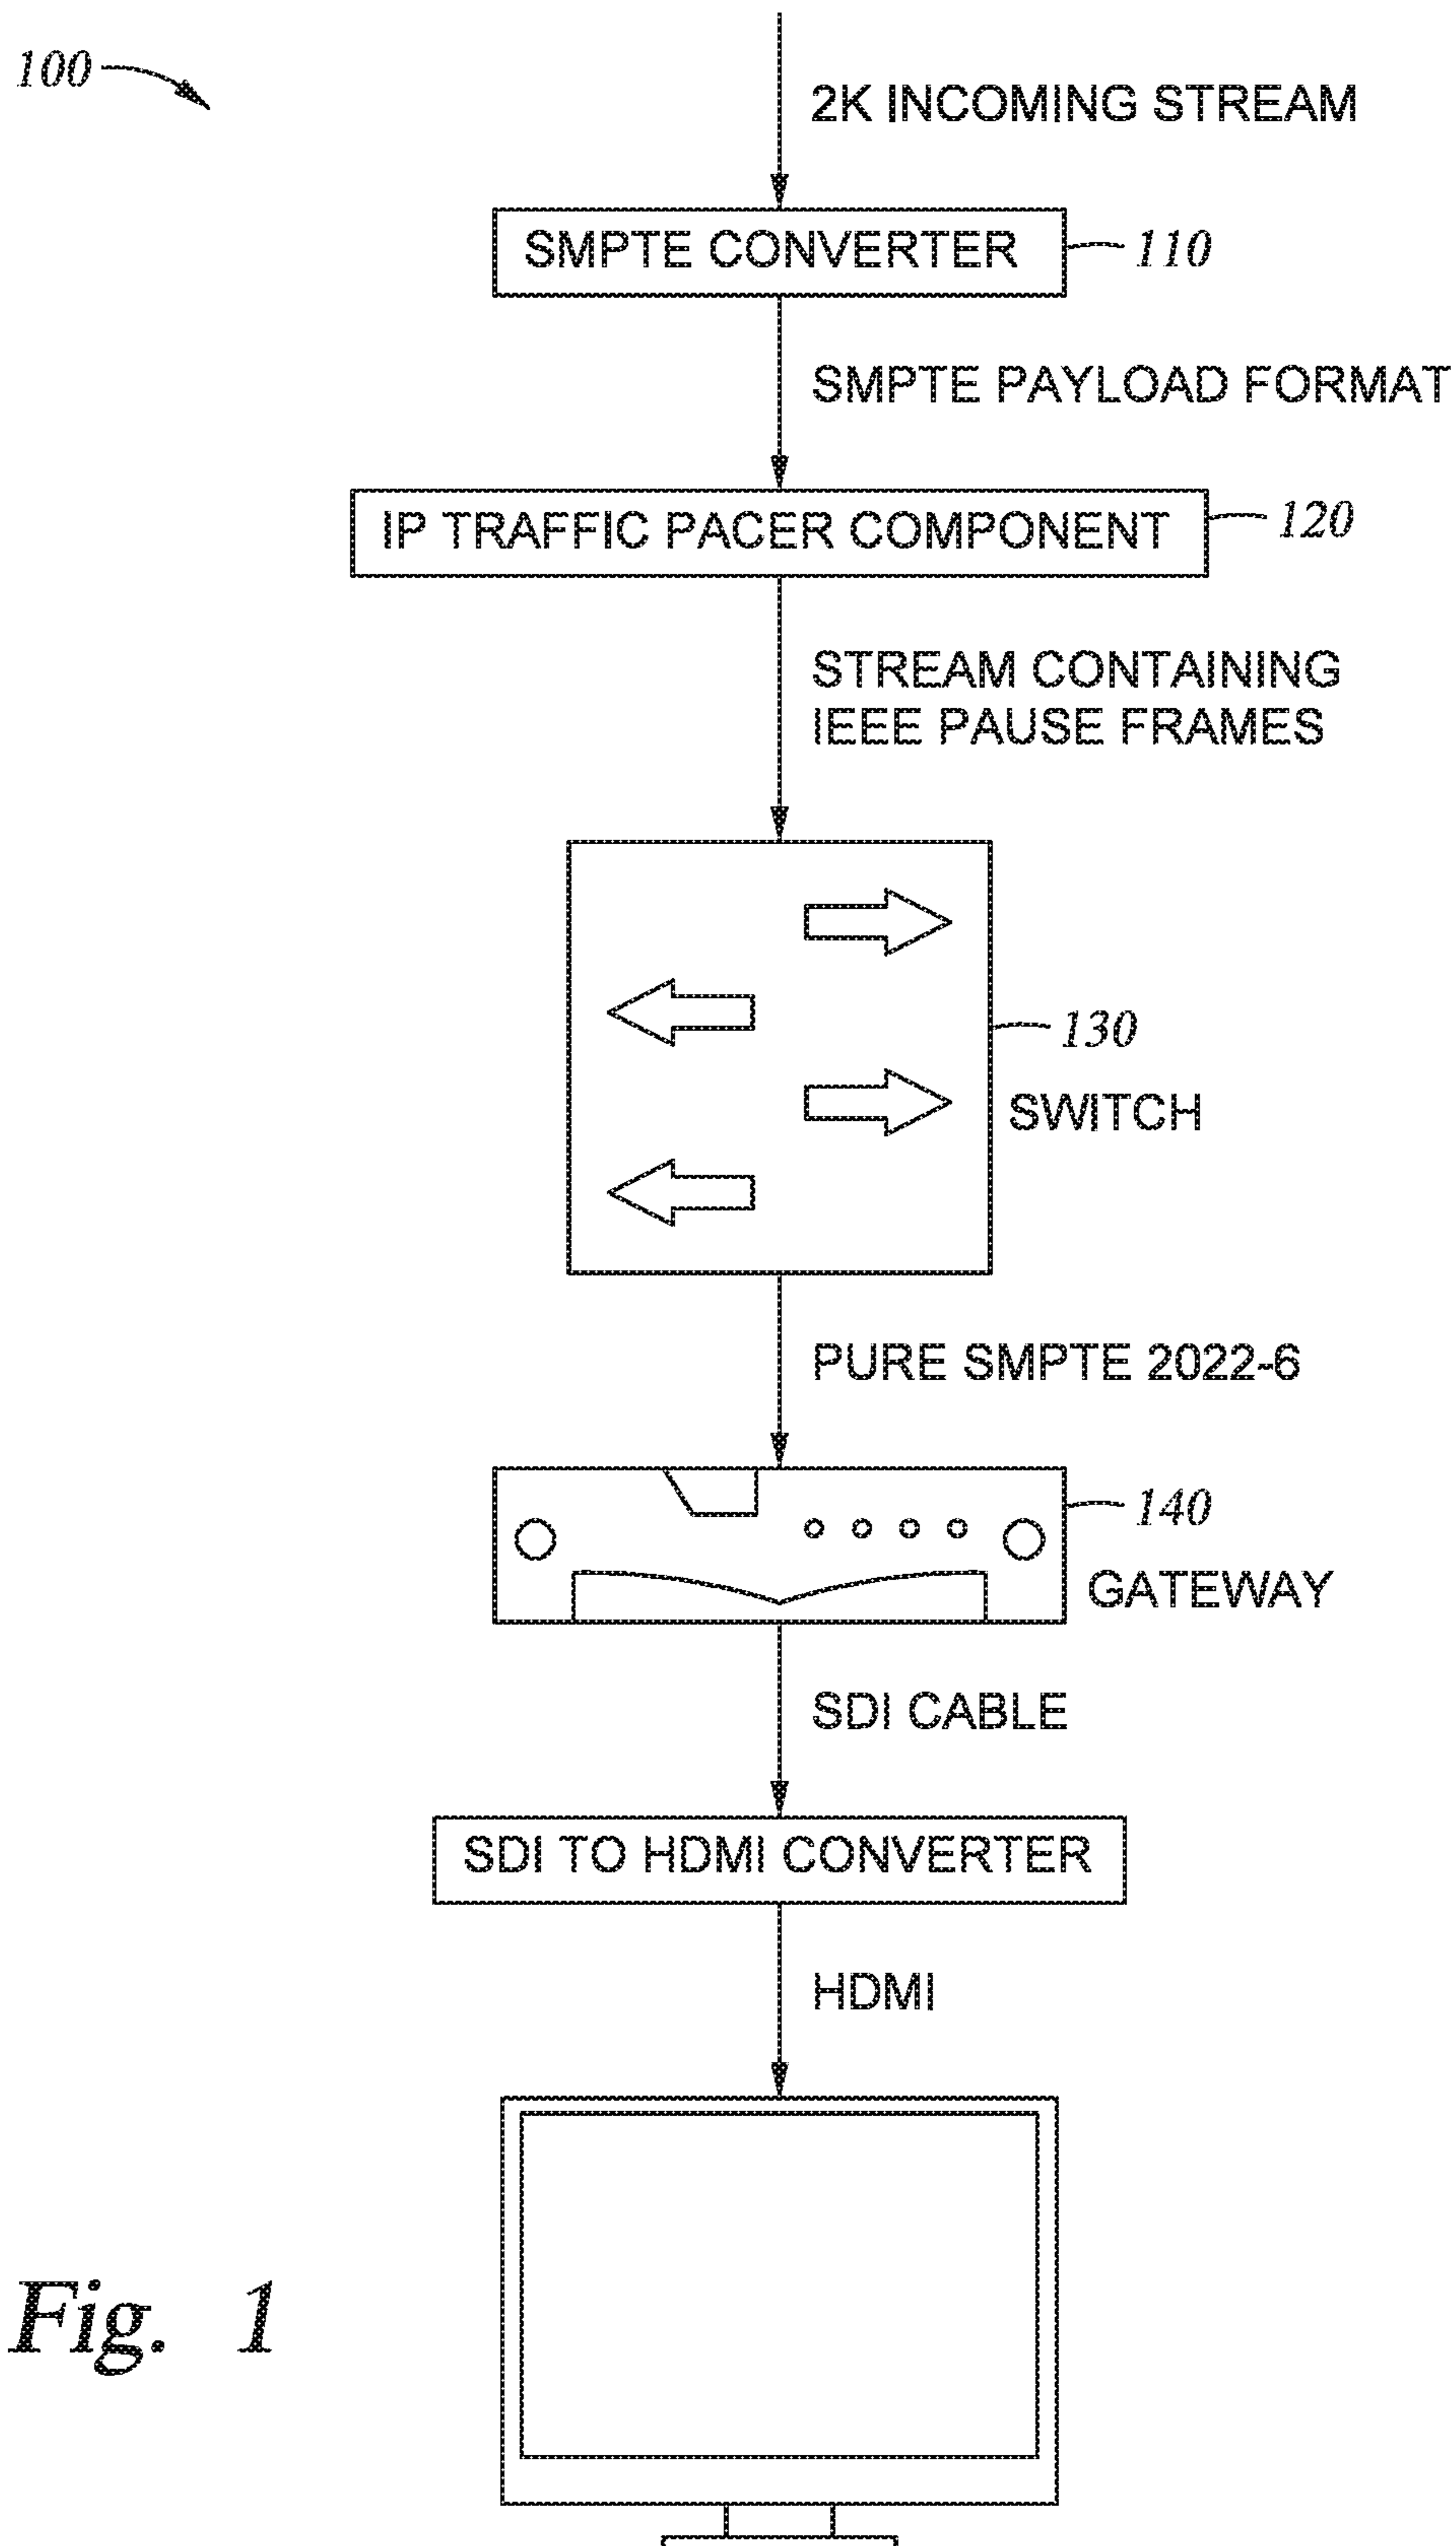 100
2K INCOMING STREAM
SMPTE CONVERTER
110
SMPTE PAYLOAD FORMAT
IP TRAFFIC PACER COMPONENT
120
STREAM CONTAINING
IEEE PAUSE FRAMES
130
SWITCH
PURE SMPTE 2022-6
140
GATEWAY
SDI CABLE
SDI TO HDMI CONVERTER
HDMI
Fig. 1